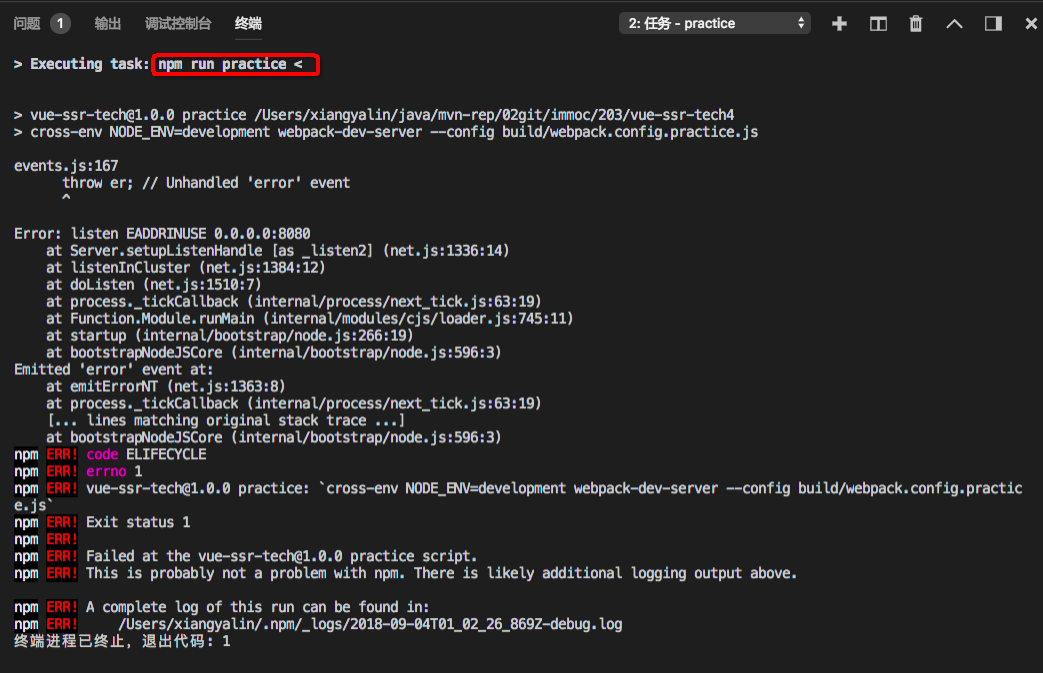 问题 1 输出 调试控制台 终端 2: 任务 - practice
> Executing task: npm run practice <
> vue-ssr-tech@1.0.0 practice /Users/xiangyalin/java/mvn-rep/02git/immoc/203/vue-ssr-tech4
> cross-env NODE_ENV=development webpack-dev-server --config build/webpack.config.practice.js
events.js:167
throw er; // Unhandled 'error' event
^
Error: listen EADDRINUSE 0.0.0.0:8080
at Server.setupListenHandle [as _listen2] (net.js:1336:14)
at listenInCluster (net.js:1384:12)
at doListen (net.js:1510:7)
at process._tickCallback (internal/process/next_tick.js:63:19)
at Function.Module.runMain (internal/modules/cjs/loader.js:745:11)
at startup (internal/bootstrap/node.js:266:19)
at bootstrapNodeJSCore (internal/bootstrap/node.js:596:3)
Emitted 'error' event at:
at emitErrorNT (net.js:1363:8)
at process._tickCallback (internal/process/next_tick.js:63:19)
[... lines matching original stack trace ...]
at bootstrapNodeJSCore (internal/bootstrap/node.js:596:3)
npm ERR! code ELIFECYCLE
npm ERR! errno 1
npm ERR! vue-ssr-tech@1.0.0 practice: `cross-env NODE_ENV=development webpack-dev-server --config build/webpack.config.practic
e.js`
npm ERR! Exit status 1
npm ERR!
npm ERR! Failed at the vue-ssr-tech@1.0.0 practice script.
npm ERR! This is probably not a problem with npm. There is likely additional logging output above.
npm ERR! A complete log of this run can be found in:
npm ERR! /Users/xiangyalin/.npm/_logs/2018-09-04T01_02_26_869Z-debug.log
终端进程已终止, 退出代码: 1